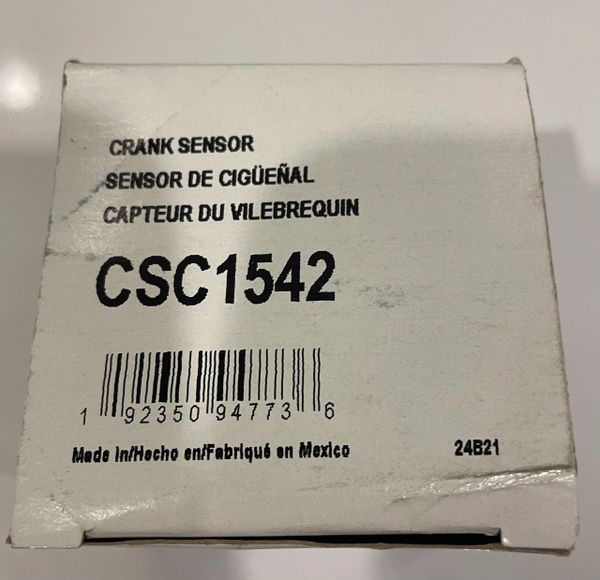 CRANK SENSOR
SENSOR DE CIGÜEÑAL
CAPTEUR DU VILEBREQUIN
CSC1542
1 92350 94773 6
Made in/Hecho en/Fabriqué en Mexico 24B21